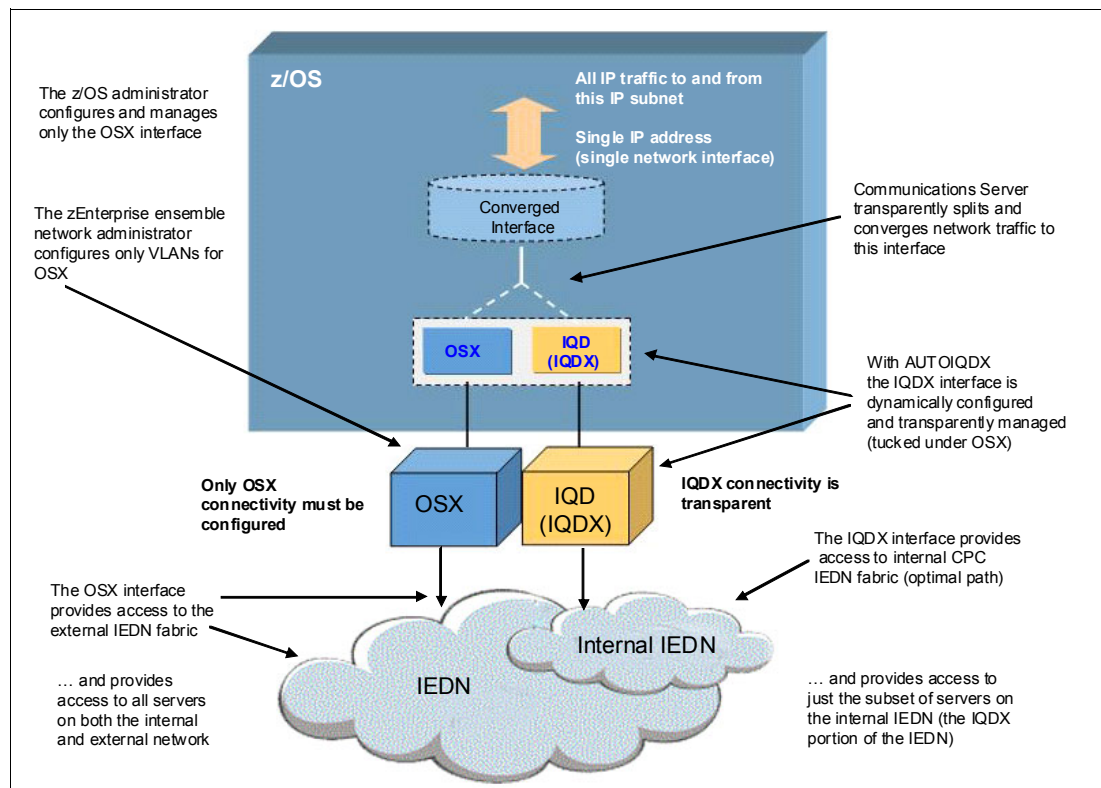 z/OS
The z/OS administrator
configures and manages
only the OSX interface
All IP traffic to and from
this IP subnet
Single IP address
(single network interface)
The zEnterprise ensemble
network administrator
configures only VLANs for
OSX
Converged
Interface
Communications Server
transparently splits and
converges network traffic to
this interface
OSX
IQD
(IQDX)
With AUTOIQDX
the IQDX interface is
dynamically configured
and transparently managed
(tucked under OSX)
Only OSX
connectivity must be
configured
OSX
IQD
(IQDX)
IQDX connectivity is
transparent
The IQDX interface provides
access to internal CPC
IEDN fabric (optimal path)
The OSX interface
provides access to the
external IEDN fabric
Internal IEDN
IEDN
… and provides
access to all servers
on both the internal
and external network
… and provides access to
just the subset of servers on
the internal IEDN (the IQDX
portion of the IEDN)